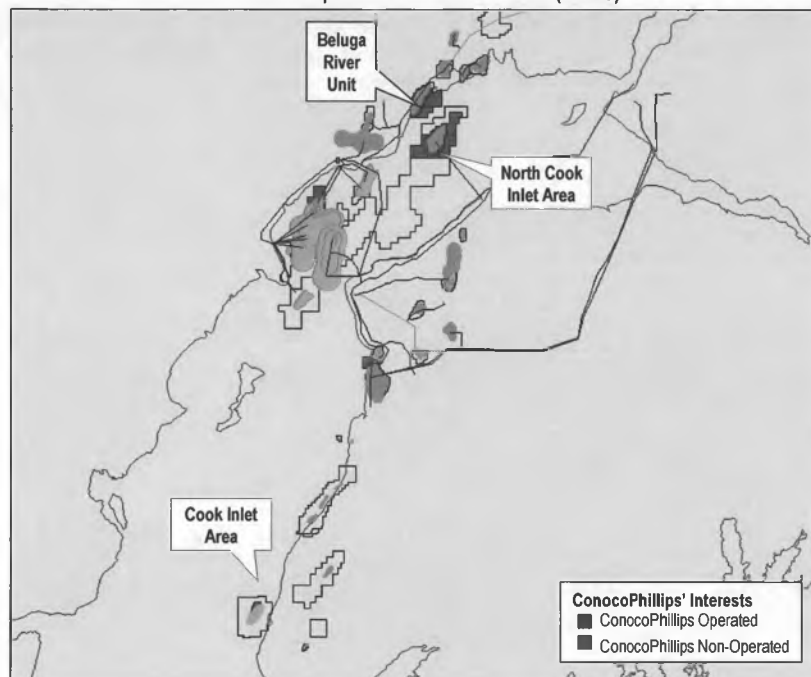 Beluga
River
Unit
North Cook
Inlet Area
Cook Inlet
Area
ConocoPhillips' Interests
ConocoPhillips Operated
ConocoPhillips Non-Operated